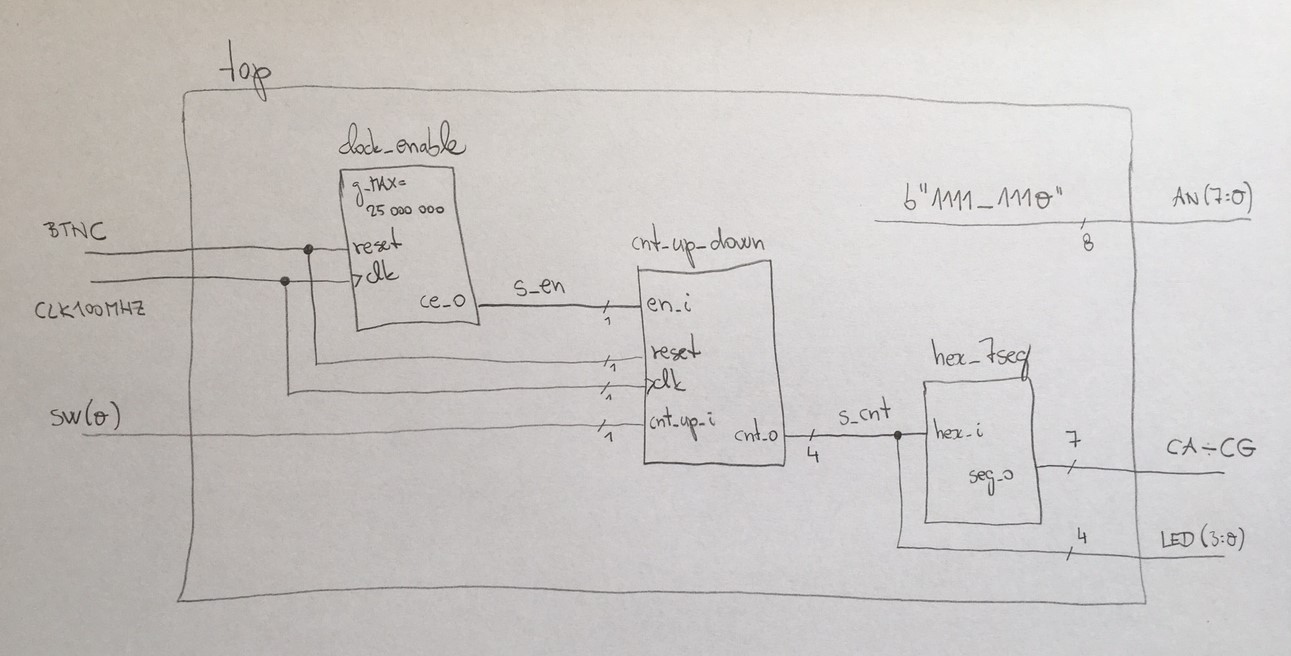 top
clock_enable
g_MAX=
25 000 000
BTNC
reset
clk
CLK100MHZ
ce_o
s_en
1
cnt_up_down
en_i
reset
1
clk
1
SW(0)
cnt_up_i
1
cnt_o
4
s_cnt
hex_7seg
hex_i
seg_o
b"1111_1110"
8
AN(7:0)
7
CA÷CG
4
LED(3:0)